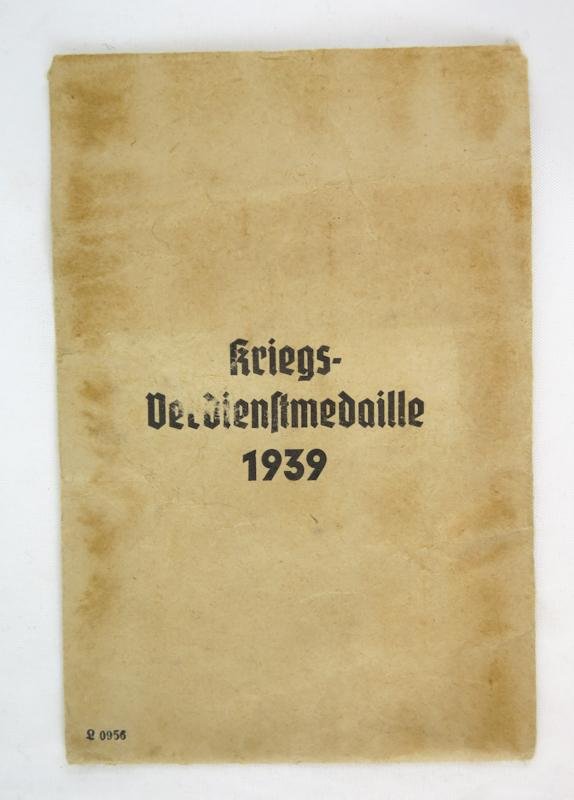 Kriegs-
Verdienſtmedaille
1939
L 0956